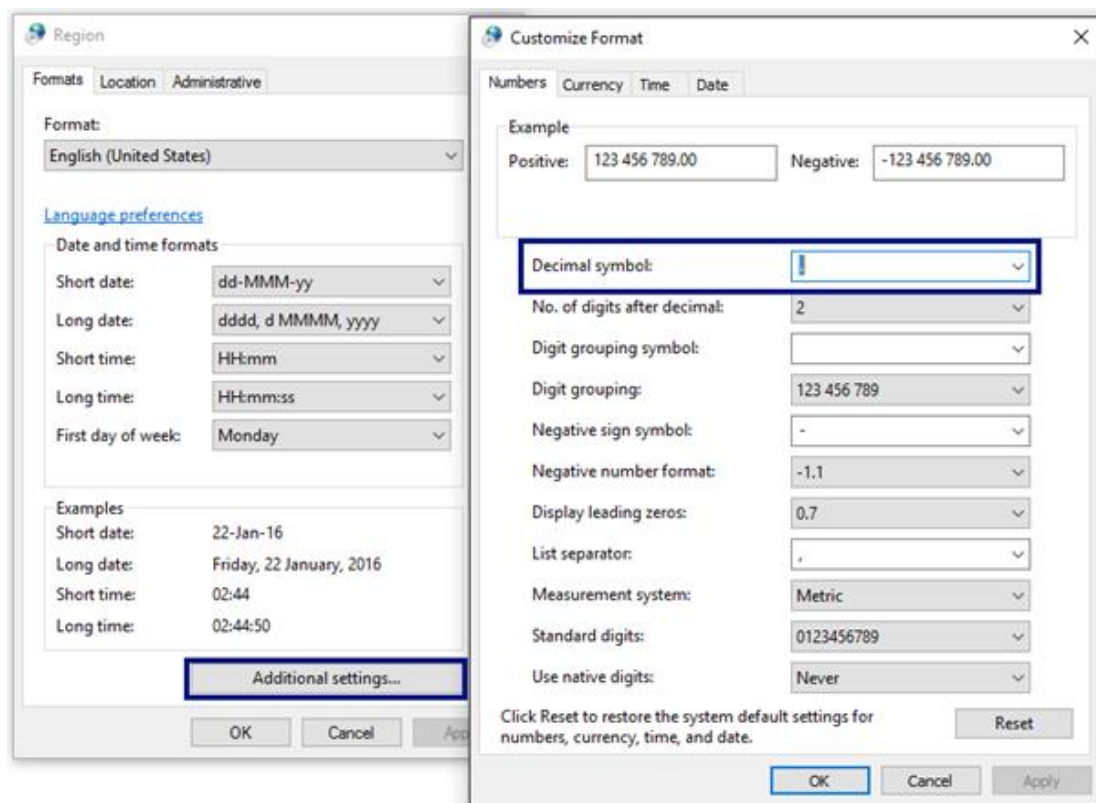 Region
Formats Location Administrative
Format:
English (United States)
Language preferences
Date and time formats
Short date: dd-MMM-yy
Long date: dddd, d MMMM, yyyy
Short time: HH:mm
Long time: HH:mm:ss
First day of week: Monday
Examples
Short date: 22-Jan-16
Long date: Friday, 22 January, 2016
Short time: 02:44
Long time: 02:44:50
Additional settings...
OK Cancel App
Customize Format
Numbers Currency Time Date
Example
Positive: 123 456 789.00 Negative: -123 456 789.00
Decimal symbol: .
No. of digits after decimal: 2
Digit grouping symbol:
Digit grouping: 123 456 789
Negative sign symbol: -
Negative number format: -1.1
Display leading zeros: 0.7
List separator: ,
Measurement system: Metric
Standard digits: 0123456789
Use native digits: Never
Click Reset to restore the system default settings for
numbers, currency, time, and date.
Reset
OK Cancel Apply